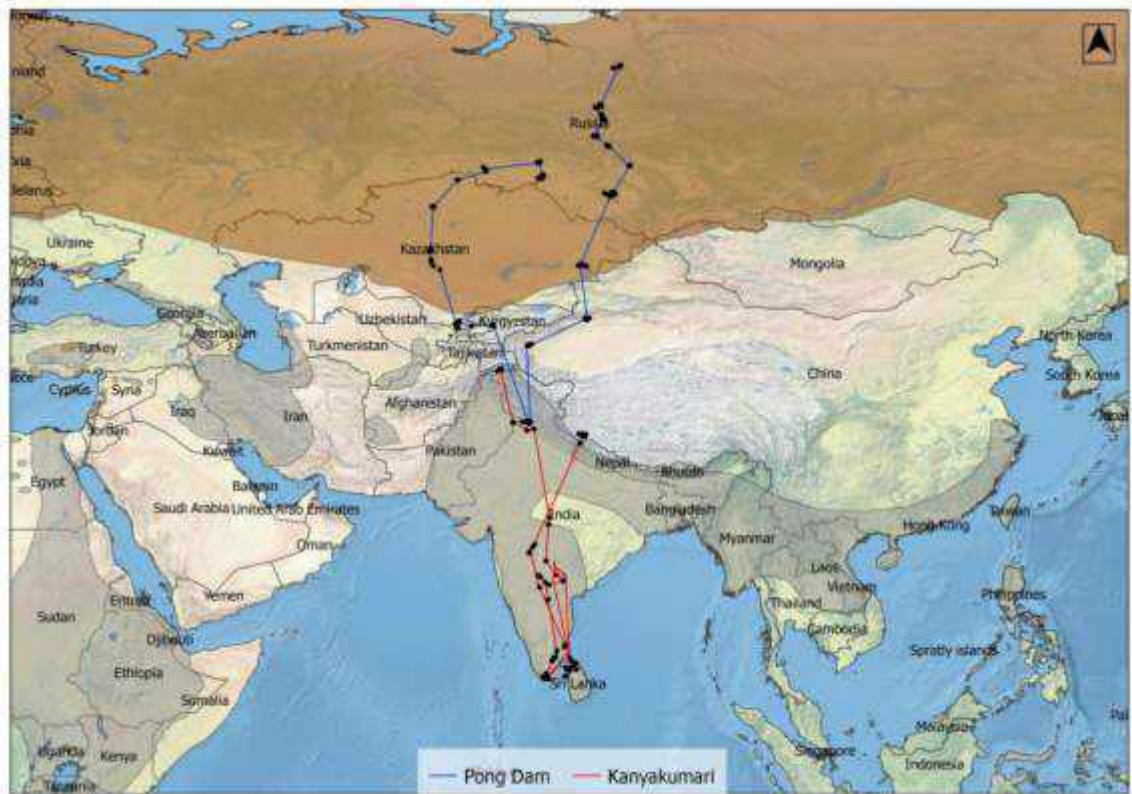 Russia
Kazakhstan
Ukraine
Mongolia
Georgia
Azerbaijan
Uzbekistan
Kyrgyzstan
Turkey
Turkmenistan
Tajikistan
North Korea
South Korea
China
Cyprus
Syria
Iraq
Iran
Afghanistan
Jordan
Kuwait
Pakistan
Nepal
Bhutan
Egypt
Bahrain
Saudi Arabia
United Arab Emirates
India
Bangladesh
Hong Kong
Taiwan
Oman
Myanmar
Laos
Vietnam
Sudan
Eritrea
Yemen
Thailand
Philippines
Djibouti
Cambodia
Ethiopia
Spratly islands
Somalia
Sri Lanka
Uganda
Kenya
Malaysia
Singapore
Indonesia
Tanzania
Belarus
Pong Dam
Kanyakumari